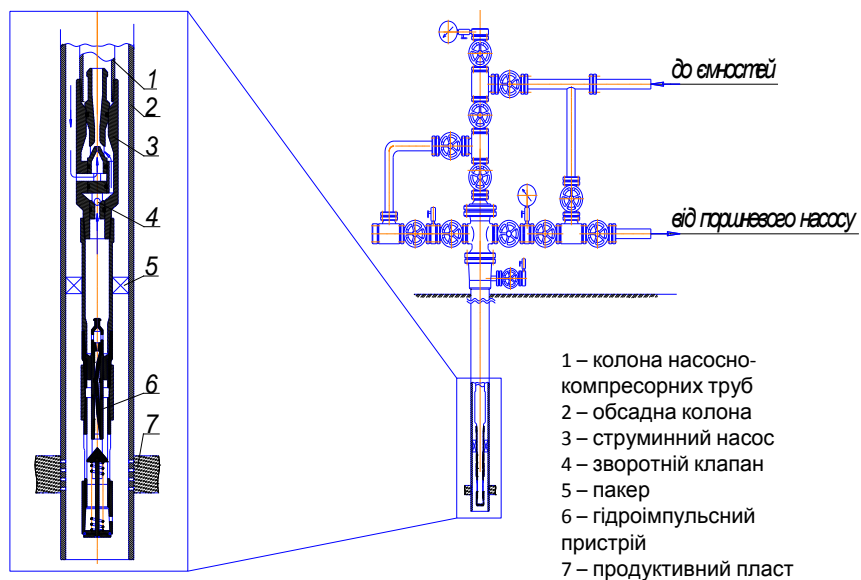 1
2
3
4
5
6
7
до ємностей
від поршневого насосу
1 – колона насосно-
компресорних труб
2 – обсадна колона
3 – струминний насос
4 – зворотній клапан
5 – пакер
6 – гідроімпульсний
пристрій
7 – продуктивний пласт